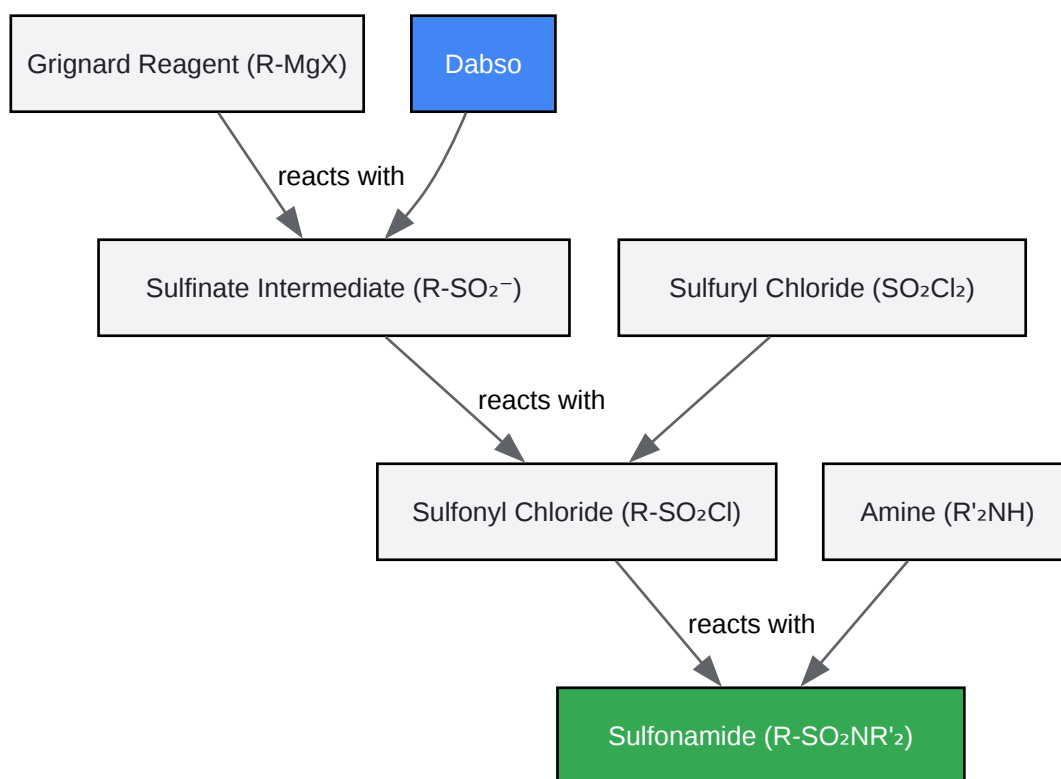 Grignard Reagent (R-MgX)
Dabso
reacts with
Sulfinate Intermediate (R-SO₂⁻)
Sulfuryl Chloride (SO₂Cl₂)
reacts with
Sulfonyl Chloride (R-SO₂Cl)
Amine (R'₂NH)
reacts with
Sulfonamide (R-SO₂NR'₂)